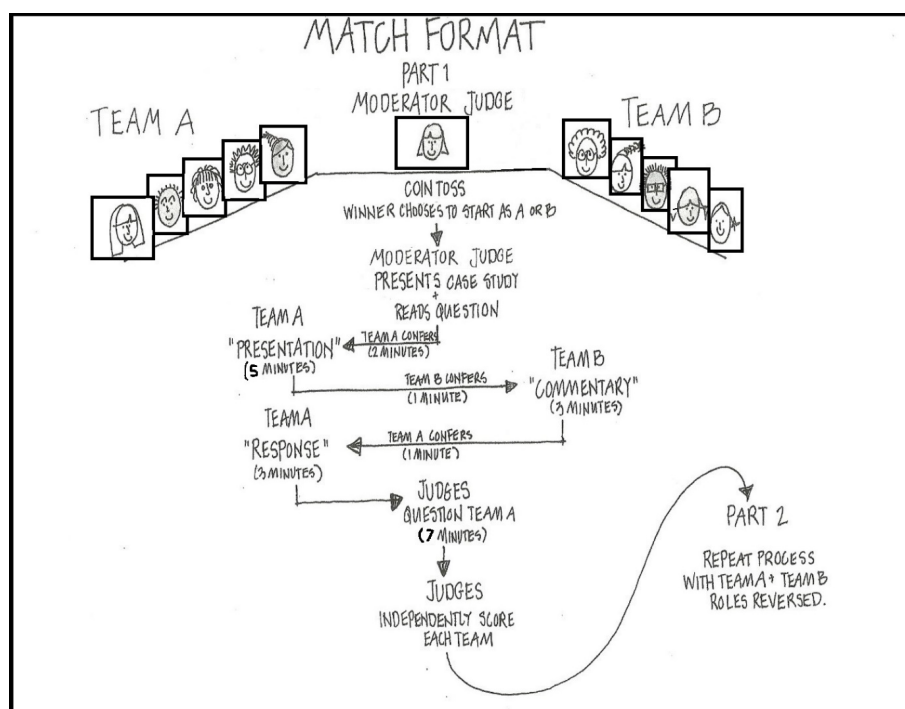 MATCH FORMAT
PART 1
MODERATOR JUDGE
TEAM A
TEAM B
COIN TOSS
WINNER CHOOSES TO START AS A OR B
MODERATOR JUDGE
PRESENTS CASE STUDY
+
READS QUESTION
TEAM A CONFERS
(2 MINUTES)
TEAM A
"PRESENTATION"
(5 MINUTES)
TEAM B CONFERS
(1 MINUTE)
TEAM B
"COMMENTARY"
(3 MINUTES)
TEAM A CONFERS
(1 MINUTE)
TEAM A
"RESPONSE"
(3 MINUTES)
JUDGES
QUESTION TEAM A
(7 MINUTES)
JUDGES
INDEPENDENTLY SCORE
EACH TEAM
PART 2
REPEAT PROCESS
WITH TEAM A + TEAM B
ROLES REVERSED.